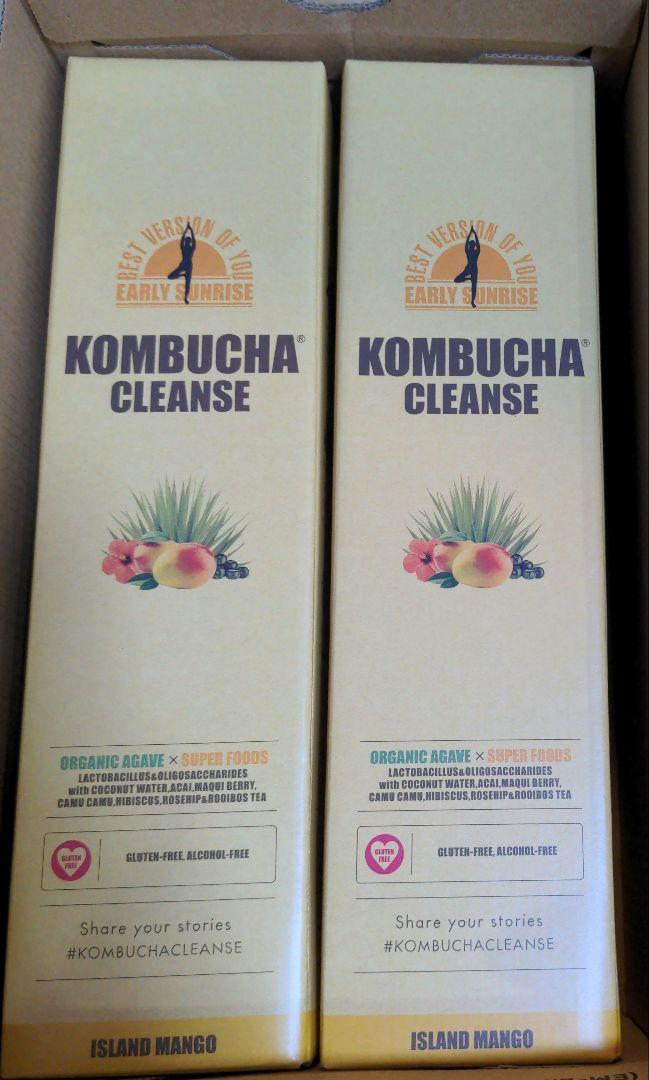 BEST VERSION OF YOU
EARLY SUNRISE
KOMBUCHA®
CLEANSE
ORGANIC AGAVE × SUPER FOODS
LACTOBACILLUS&OLIGOSACCHARIDES
with COCONUT WATER,ACAI,MAQUI BERRY,
CAMU CAMU,HIBISCUS,ROSEHIP&ROOIBOS TEA
GLUTEN
FREE
GLUTEN-FREE, ALCOHOL-FREE
Share your stories
#KOMBUCHACLEANSE
ISLAND MANGO
BEST VERSION OF YOU
EARLY SUNRISE
KOMBUCHA®
CLEANSE
ORGANIC AGAVE × SUPER FOODS
LACTOBACILLUS&OLIGOSACCHARIDES
with COCONUT WATER,ACAI,MAQUI BERRY,
CAMU CAMU,HIBISCUS,ROSEHIP&ROOIBOS TEA
GLUTEN
FREE
GLUTEN-FREE, ALCOHOL-FREE
Share your stories
#KOMBUCHACLEANSE
ISLAND MANGO